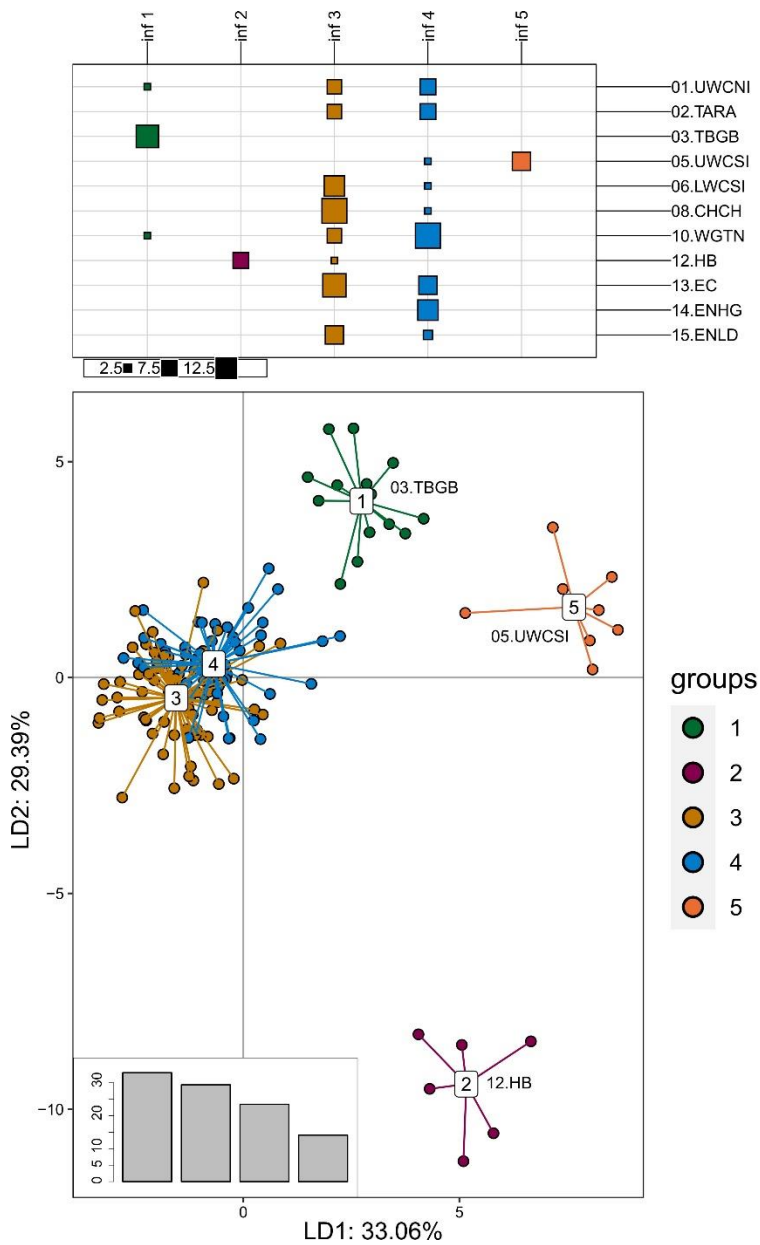 inf 1
inf 2
inf 3
inf 4
inf 5
01.UWCNI
02.TARA
03.TBGB
05.UWCSI
06.LWCSI
08.CHCH
10.WGTN
12.HB
13.EC
14.ENHG
15.ENLD
2.5 7.5 12.5
5
0
−5
−10
LD2: 29.39%
1
03.TBGB
5
05.UWCSI
4
3
2
12.HB
groups
1
2
3
4
5
30
20
10
5
0
0
5
LD1: 33.06%